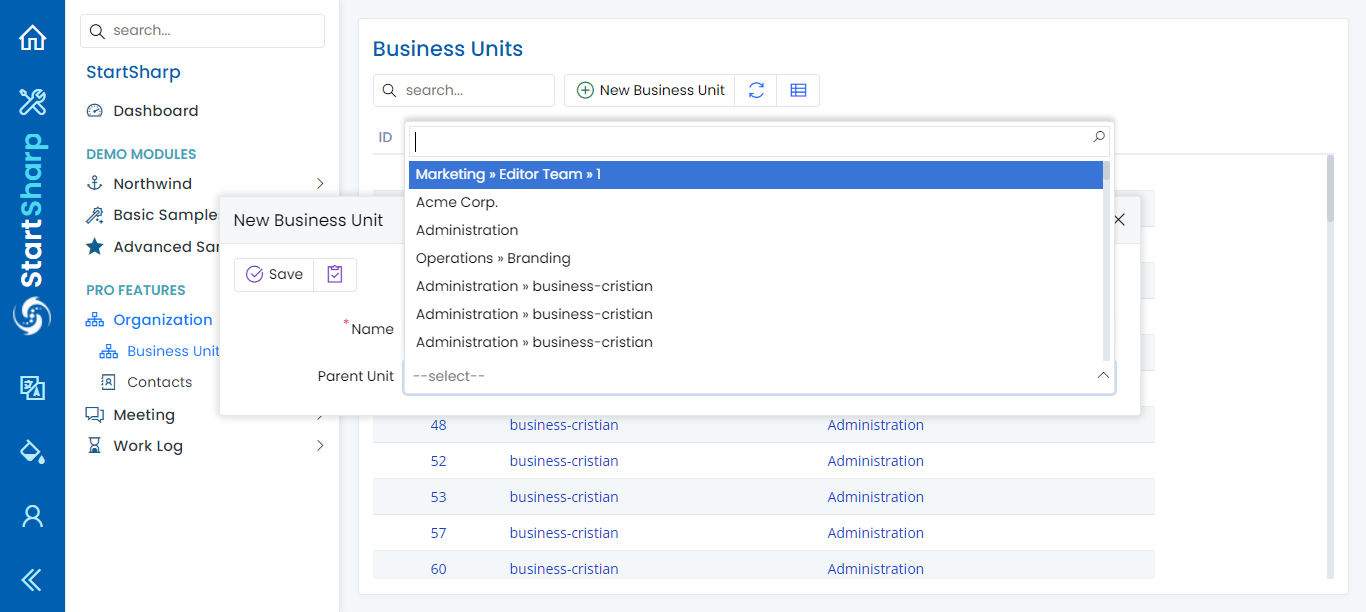 StartSharp
search...
StartSharp
Dashboard
DEMO MODULES
Northwind
Basic Sample
Advanced Sar
PRO FEATURES
Organization
Business Unit
Contacts
Meeting
Work Log
Business Units
search...
New Business Unit
ID
Marketing » Editor Team » 1
Acme Corp.
Administration
Operations » Branding
Administration » business-cristian
Administration » business-cristian
Administration » business-cristian
New Business Unit
Save
*Name
Parent Unit --select--
48 business-cristian Administration
52 business-cristian Administration
53 business-cristian Administration
57 business-cristian Administration
60 business-cristian Administration